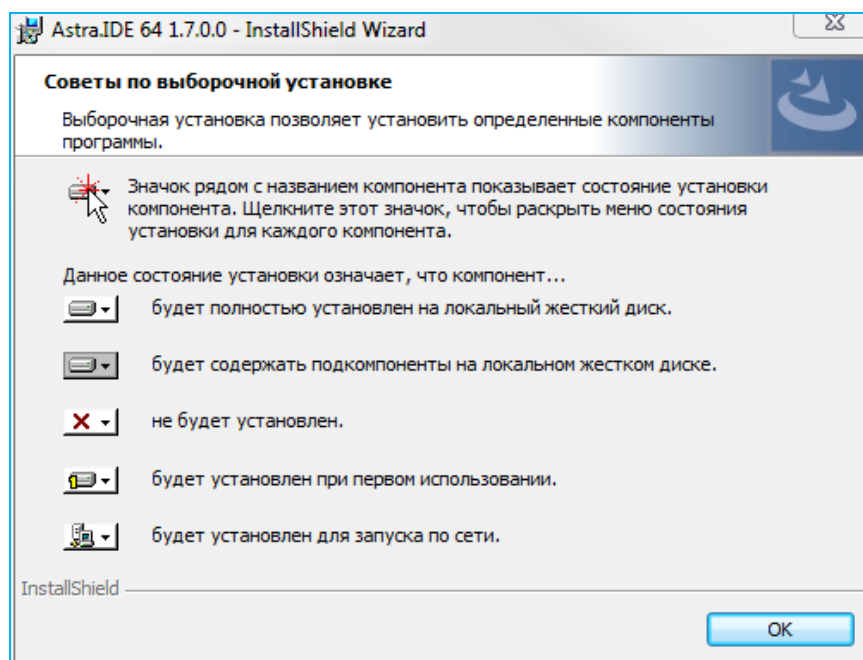 Astra.IDE 64 1.7.0.0 - InstallShield Wizard
Советы по выборочной установке
Выборочная установка позволяет установить определенные компоненты
программы.
Значок рядом с названием компонента показывает состояние установки
компонента. Щелкните этот значок, чтобы раскрыть меню состояния
установки для каждого компонента.
Данное состояние установки означает, что компонент...
будет полностью установлен на локальный жесткий диск.
будет содержать подкомпоненты на локальном жестком диске.
не будет установлен.
будет установлен при первом использовании.
будет установлен для запуска по сети.
InstallShield
OK